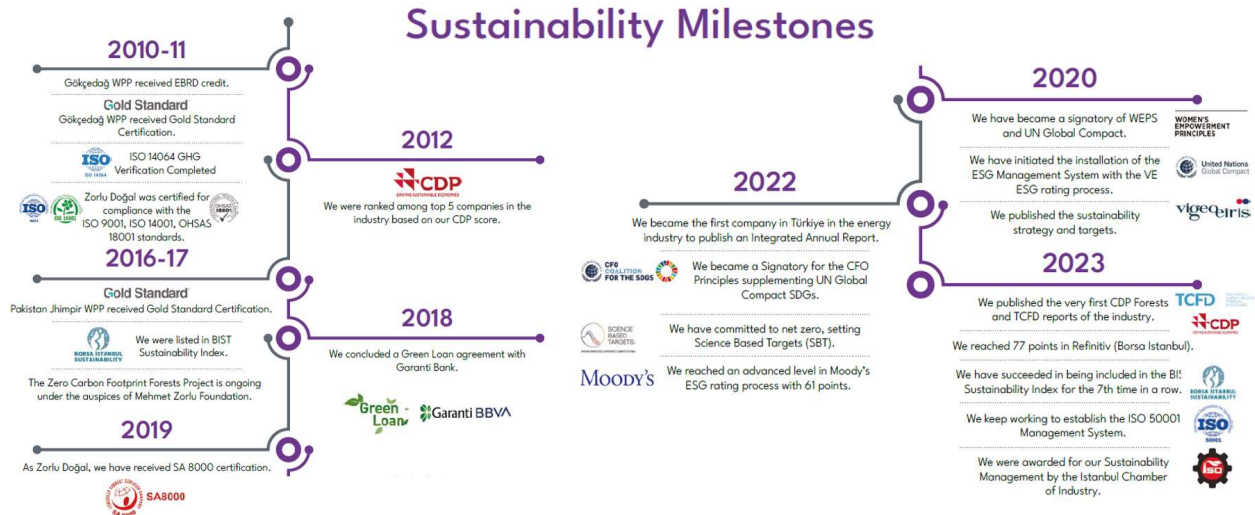 Sustainability Milestones
2010-11
Gökçedağ WPP received EBRD credit.
Gold Standard
Gökçedağ WPP received Gold Standard
Certification.
ISO
ISO 14064
ISO 14064 GHG
Verification Completed
ISO
ISO 14001
OHSAS
18001
Zorlu Doğal was certified for
compliance with the
ISO 9001, ISO 14001, OHSAS
18001 standards.
2012
CDP
DRIVING SUSTAINABLE ECONOMIES
We were ranked among top 5 companies in the
industry based on our CDP score.
2016-17
Gold Standard
Pakistan Jhimpir WPP received Gold Standard Certification.
BORSA İSTANBUL
SUSTAINABILITY
We were listed in BIST
Sustainability Index.
The Zero Carbon Footprint Forests Project is ongoing
under the auspices of Mehmet Zorlu Foundation.
2018
We concluded a Green Loan agreement with
Garanti Bank.
Green
Loan
Garanti BBVA
2019
As Zorlu Doğal, we have received SA 8000 certification.
SA8000
2020
We have became a signatory of WEPS
and UN Global Compact.
WOMEN'S
EMPOWERMENT
PRINCIPLES
We have initiated the installation of the
ESG Management System with the VE
ESG rating process.
United Nations
Global Compact
We published the sustainability
strategy and targets.
vigeoeiris
2022
We became the first company in Türkiye in the energy
industry to publish an Integrated Annual Report.
CFO
COALITION
FOR THE SDGS
We became a Signatory for the CFO
Principles supplementing UN Global
Compact SDGs.
SCIENCE
BASED
TARGETS
We have committed to net zero, setting
Science Based Targets (SBT).
MOODY'S
We reached an advanced level in Moody's
ESG rating process with 61 points.
2023
We published the very first CDP Forests
and TCFD reports of the industry.
TCFD
CDP
We reached 77 points in Refinitiv (Borsa Istanbul).
We have succeeded in being included in the BIS
Sustainability Index for the 7th time in a row.
BORSA İSTANBUL
SUSTAINABILITY
We keep working to establish the ISO 50001
Management System.
ISO
50001
We were awarded for our Sustainability
Management by the Istanbul Chamber
of Industry.
İSO